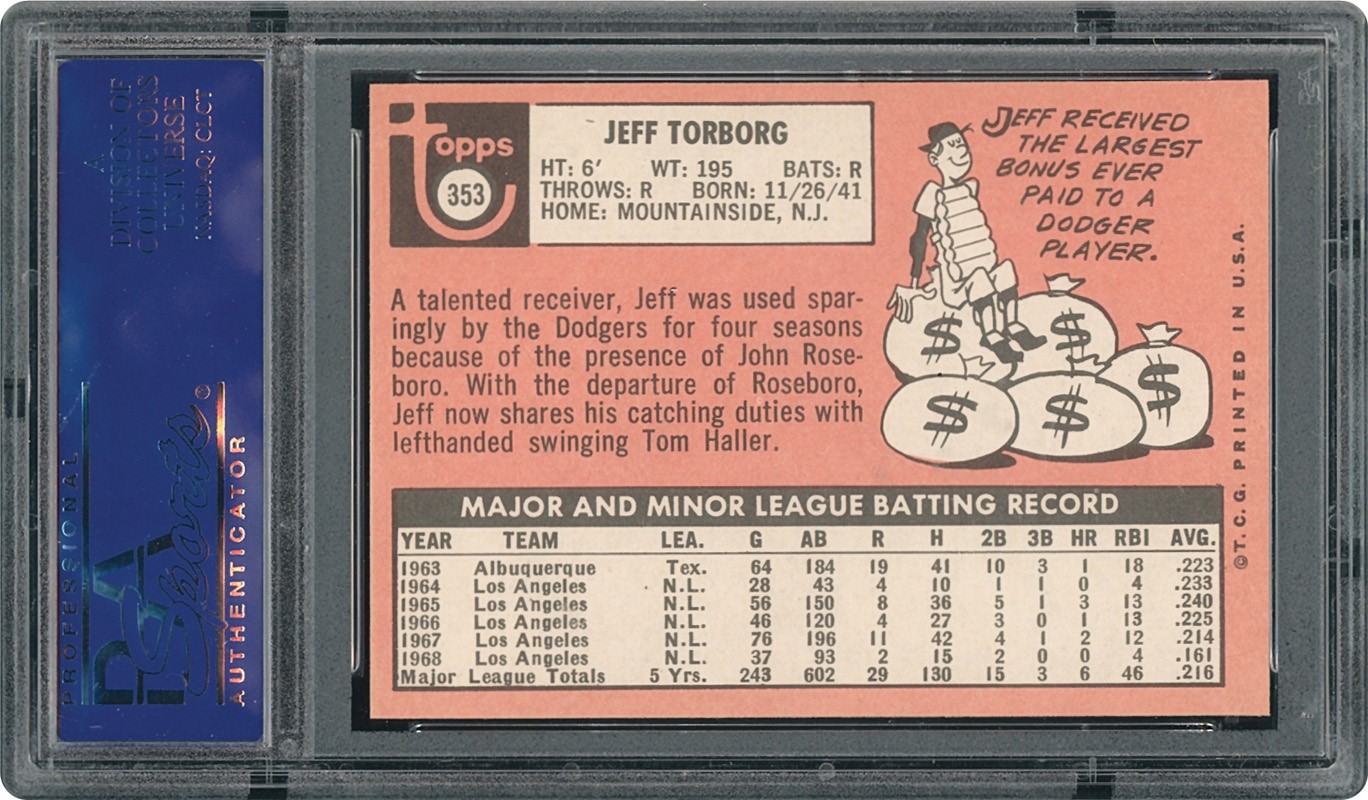 A
DIVISION OF
COLLECTORS
UNIVERSE
NASDAQ: CLCT
PROFESSIONAL
PSA
Sports®
AUTHENTICATOR
topps
353
JEFF TORBORG
HT: 6′ WT: 195 BATS: R
THROWS: R BORN: 11/26/41
HOME: MOUNTAINSIDE, N.J.
JEFF RECEIVED
THE LARGEST
BONUS EVER
PAID TO A
DODGER
PLAYER.
$ $ $ $ $
A talented receiver, Jeff was used spar-
ingly by the Dodgers for four seasons
because of the presence of John Rose-
boro. With the departure of Roseboro,
Jeff now shares his catching duties with
lefthanded swinging Tom Haller.
MAJOR AND MINOR LEAGUE BATTING RECORD
YEAR TEAM LEA. G AB R H 2B 3B HR RBI AVG.
1963 Albuquerque Tex. 64 184 19 41 10 3 1 18 .223
1964 Los Angeles N.L. 28 43 4 10 1 1 0 4 .233
1965 Los Angeles N.L. 56 150 8 36 5 1 3 13 .240
1966 Los Angeles N.L. 46 120 4 27 3 0 1 13 .225
1967 Los Angeles N.L. 76 196 11 42 4 1 2 12 .214
1968 Los Angeles N.L. 37 93 2 15 2 0 0 4 .161
Major League Totals 5 Yrs. 243 602 29 130 15 3 6 46 .216
©T.C.G. PRINTED IN U.S.A.